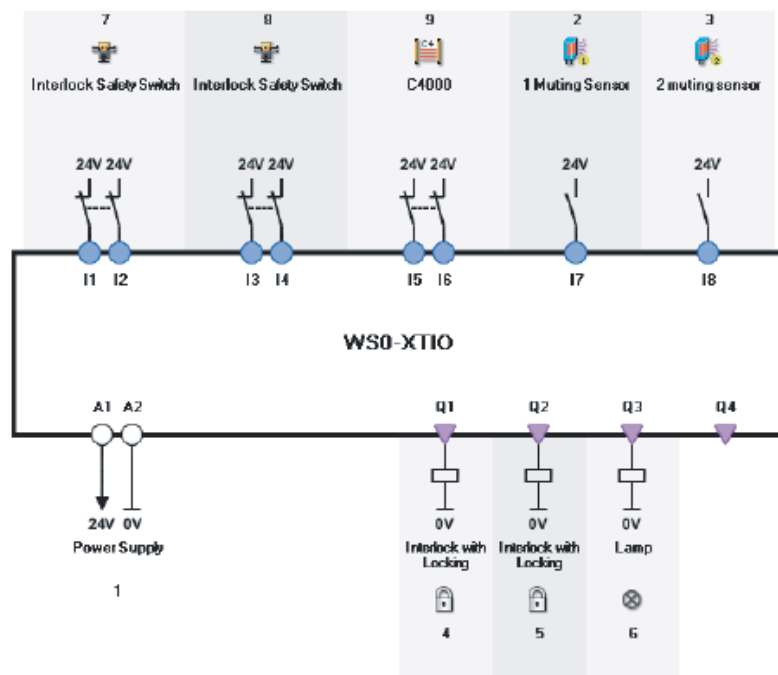 7 8 9 2 3
C4
1
2
Interlock Safety Switch Interlock Safety Switch C4000 1 Muting Sensor 2 muting sensor
24V 24V 24V 24V 24V 24V 24V 24V
I1 I2 I3 I4 I5 I6 I7 I8
WS0-XTIO
A1 A2 Q1 Q2 Q3 Q4
24V 0V 0V 0V 0V
Power Supply Interlock with Interlock with Lamp
Locking Locking
1
4 5 6